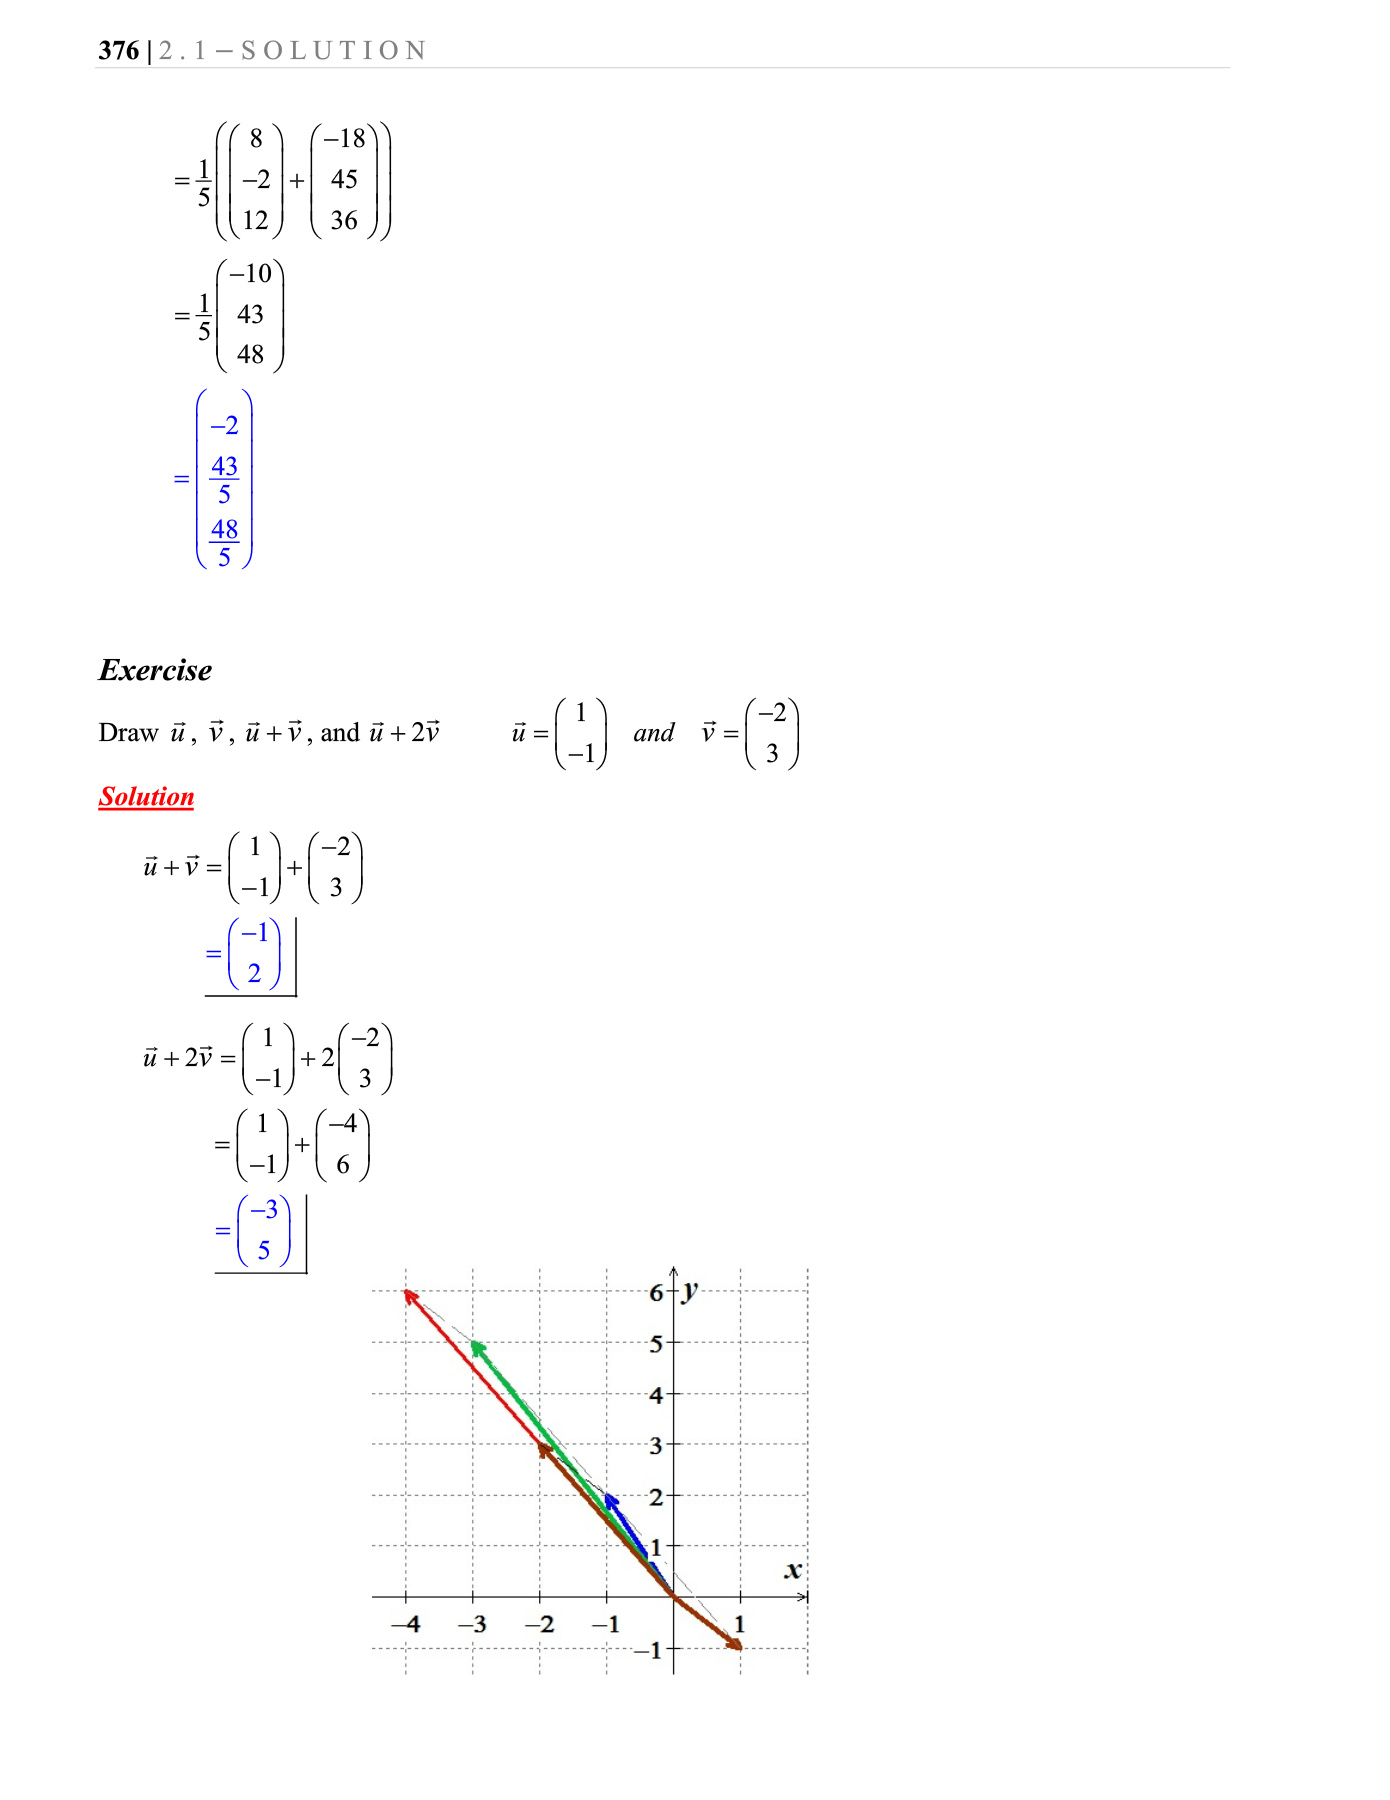 376 | 2.1 – SOLUTION
= 1/5 ( ( 8 −2 12 ) + ( −18 45 36 ) )
= 1/5 ( −10 43 48 )
= ( −2 43/5 48/5 )
Exercise
Draw u⃗, v⃗, u⃗ + v⃗, and u⃗ + 2v⃗ u⃗ = ( 1 −1 ) and v⃗ = ( −2 3 )
Solution
u⃗ + v⃗ = ( 1 −1 ) + ( −2 3 )
= ( −1 2 )
u⃗ + 2v⃗ = ( 1 −1 ) + 2 ( −2 3 )
= ( 1 −1 ) + ( −4 6 )
= ( −3 5 )
6 y
5
4
3
2
1
x
−4 −3 −2 −1 1
−1